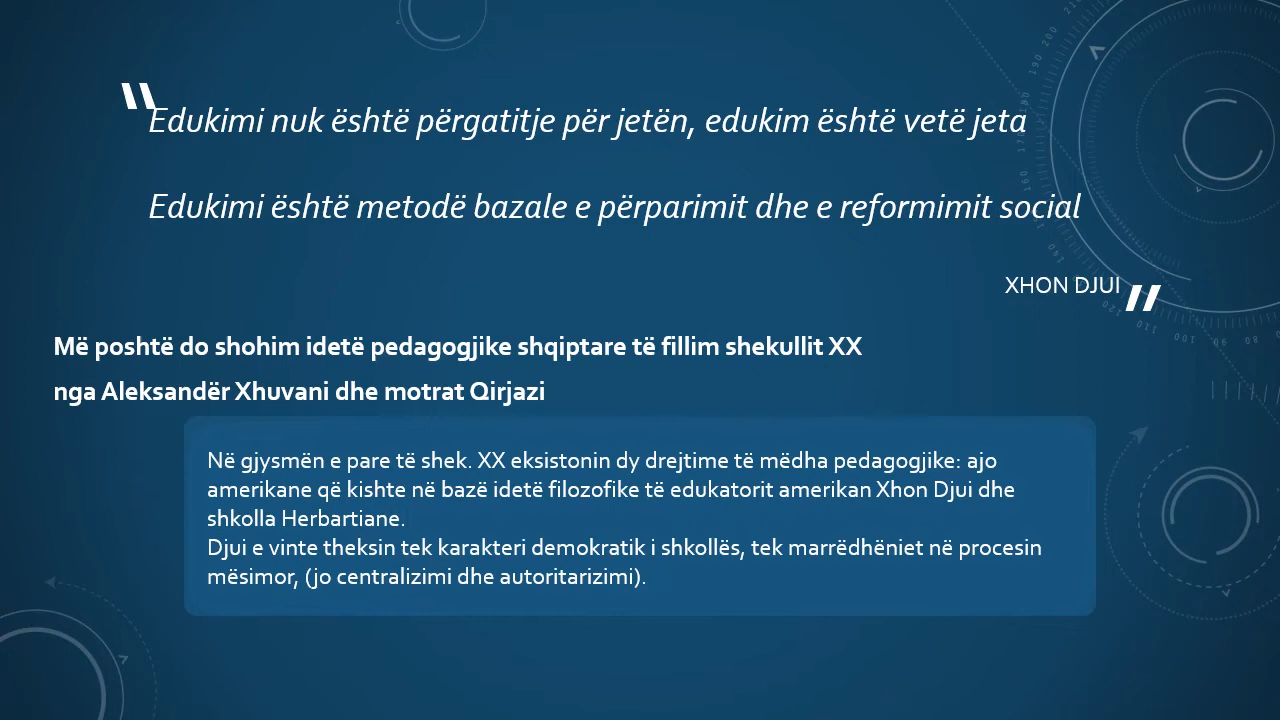 "Edukimi nuk është përgatitje për jetën, edukim është vetë jeta
Edukimi është metodë bazale e përparimit dhe e reformimit social
XHON DJUI"
Më poshtë do shohim idetë pedagogjike shqiptare të fillim shekullit XX
nga Aleksandër Xhuvani dhe motrat Qirjazi
Në gjysmën e pare të shek. XX eksistonin dy drejtime të mëdha pedagogjike: ajo
amerikane që kishte në bazë idetë filozofike të edukatorit amerikan Xhon Djui dhe
shkolla Herbartiane.
Djui e vinte theksin tek karakteri demokratik i shkollës, tek marrëdhëniet në procesin
mësimor, (jo centralizimi dhe autoritarizimi).